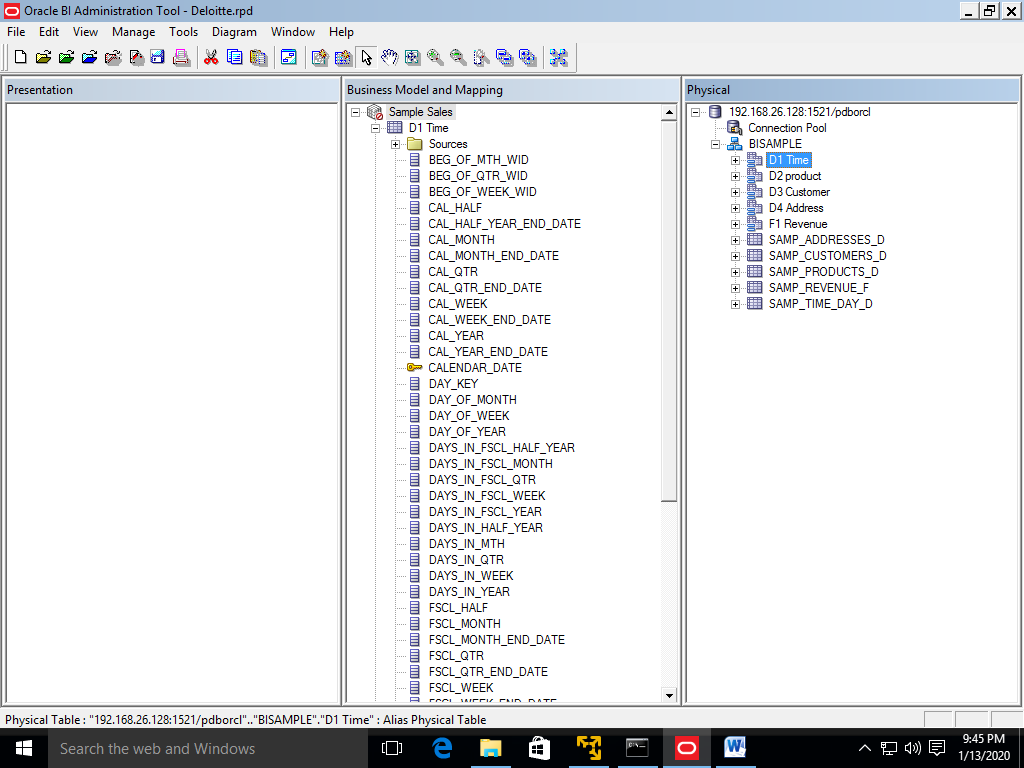 Oracle BI Administration Tool - Deloitte.rpd
File Edit View Manage Tools Diagram Window Help
Presentation
Business Model and Mapping
Sample Sales
D1 Time
Sources
BEG_OF_MTH_WID
BEG_OF_QTR_WID
BEG_OF_WEEK_WID
CAL_HALF
CAL_HALF_YEAR_END_DATE
CAL_MONTH
CAL_MONTH_END_DATE
CAL_QTR
CAL_QTR_END_DATE
CAL_WEEK
CAL_WEEK_END_DATE
CAL_YEAR
CAL_YEAR_END_DATE
CALENDAR_DATE
DAY_KEY
DAY_OF_MONTH
DAY_OF_WEEK
DAY_OF_YEAR
DAYS_IN_FSCL_HALF_YEAR
DAYS_IN_FSCL_MONTH
DAYS_IN_FSCL_QTR
DAYS_IN_FSCL_WEEK
DAYS_IN_FSCL_YEAR
DAYS_IN_HALF_YEAR
DAYS_IN_MTH
DAYS_IN_QTR
DAYS_IN_WEEK
DAYS_IN_YEAR
FSCL_HALF
FSCL_MONTH
FSCL_MONTH_END_DATE
FSCL_QTR
FSCL_QTR_END_DATE
FSCL_WEEK
FSCL_WEEK_END_DATE
Physical
192.168.26.128:1521/pdborcl
Connection Pool
BISAMPLE
D1 Time
D2 product
D3 Customer
D4 Address
F1 Revenue
SAMP_ADDRESSES_D
SAMP_CUSTOMERS_D
SAMP_PRODUCTS_D
SAMP_REVENUE_F
SAMP_TIME_DAY_D
Physical Table : "192.168.26.128:1521/pdborcl".."BISAMPLE"."D1 Time" : Alias Physical Table
Search the web and Windows
9:45 PM
1/13/2020